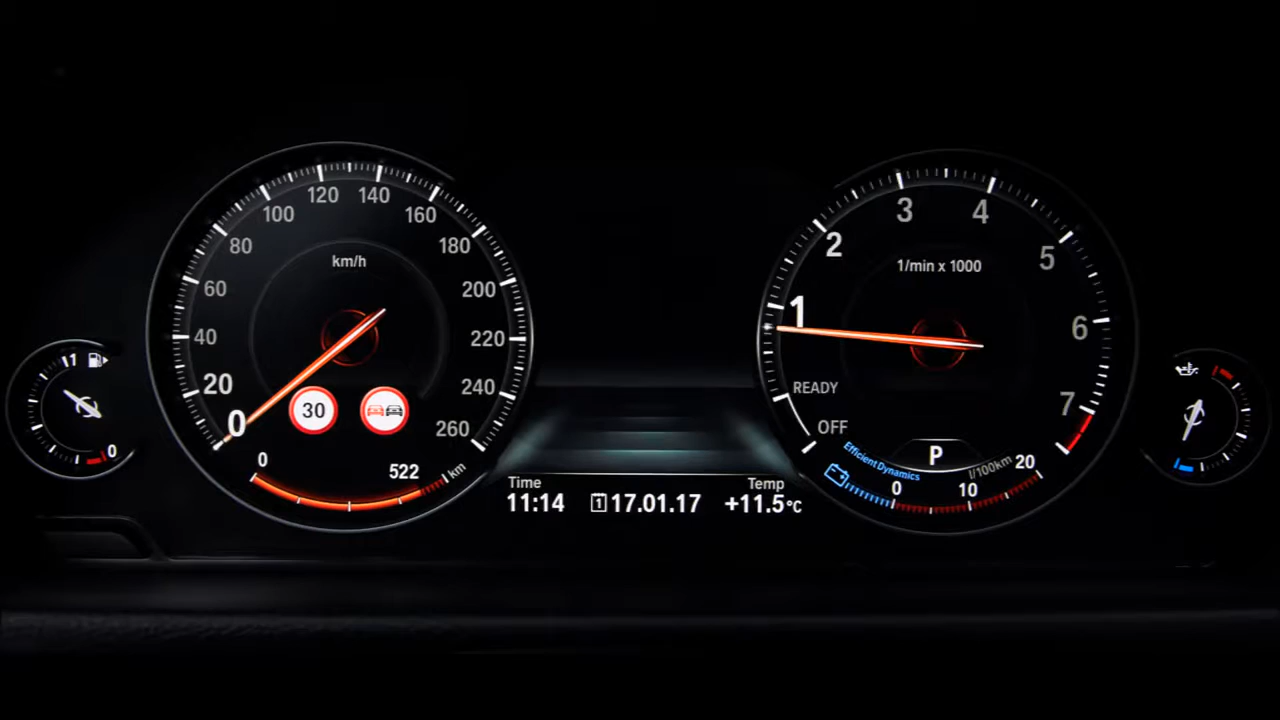 km/h
0
20
40
60
80
100
120
140
160
180
200
220
240
260
30
0
522
km
1/1
0
Time
11:14
1 17.01.17
Temp
+11.5°C
1/min x 1000
OFF
READY
1
2
3
4
5
6
7
P
Efficient Dynamics
l/100km
0
10
20